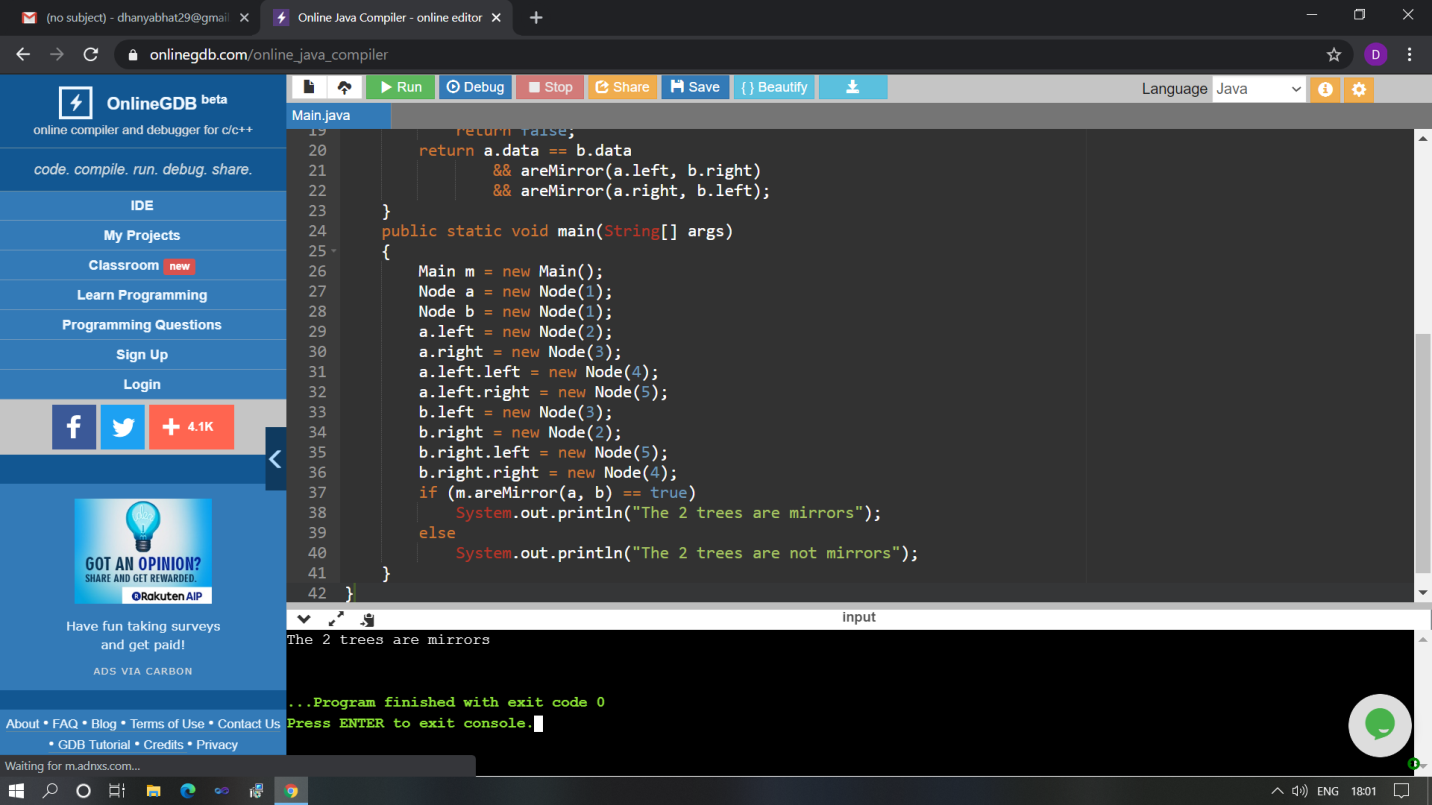 (no subject) - dhanyabhat29@gmail
Online Java Compiler - online editor
onlinegdb.com/online_java_compiler
D
OnlineGDB beta
online compiler and debugger for c/c++
code. compile. run. debug. share.
IDE
My Projects
Classroom new
Learn Programming
Programming Questions
Sign Up
Login
4.1K
GOT AN OPINION?
SHARE AND GET REWARDED.
Rakuten AIP
Have fun taking surveys
and get paid!
ADS VIA CARBON
About • FAQ • Blog • Terms of Use • Contact Us
• GDB Tutorial • Credits • Privacy
Waiting for m.adnxs.com...
Run Debug Stop Share Save { } Beautify
Language Java
Main.java
19 return false;
20 return a.data == b.data
21 && areMirror(a.left, b.right)
22 && areMirror(a.right, b.left);
23 }
24 public static void main(String[] args)
25 {
26 Main m = new Main();
27 Node a = new Node(1);
28 Node b = new Node(1);
29 a.left = new Node(2);
30 a.right = new Node(3);
31 a.left.left = new Node(4);
32 a.left.right = new Node(5);
33 b.left = new Node(3);
34 b.right = new Node(2);
35 b.right.left = new Node(5);
36 b.right.right = new Node(4);
37 if (m.areMirror(a, b) == true)
38 System.out.println("The 2 trees are mirrors");
39 else
40 System.out.println("The 2 trees are not mirrors");
41 }
42 }
input
The 2 trees are mirrors
...Program finished with exit code 0
Press ENTER to exit console.
ENG 18:01